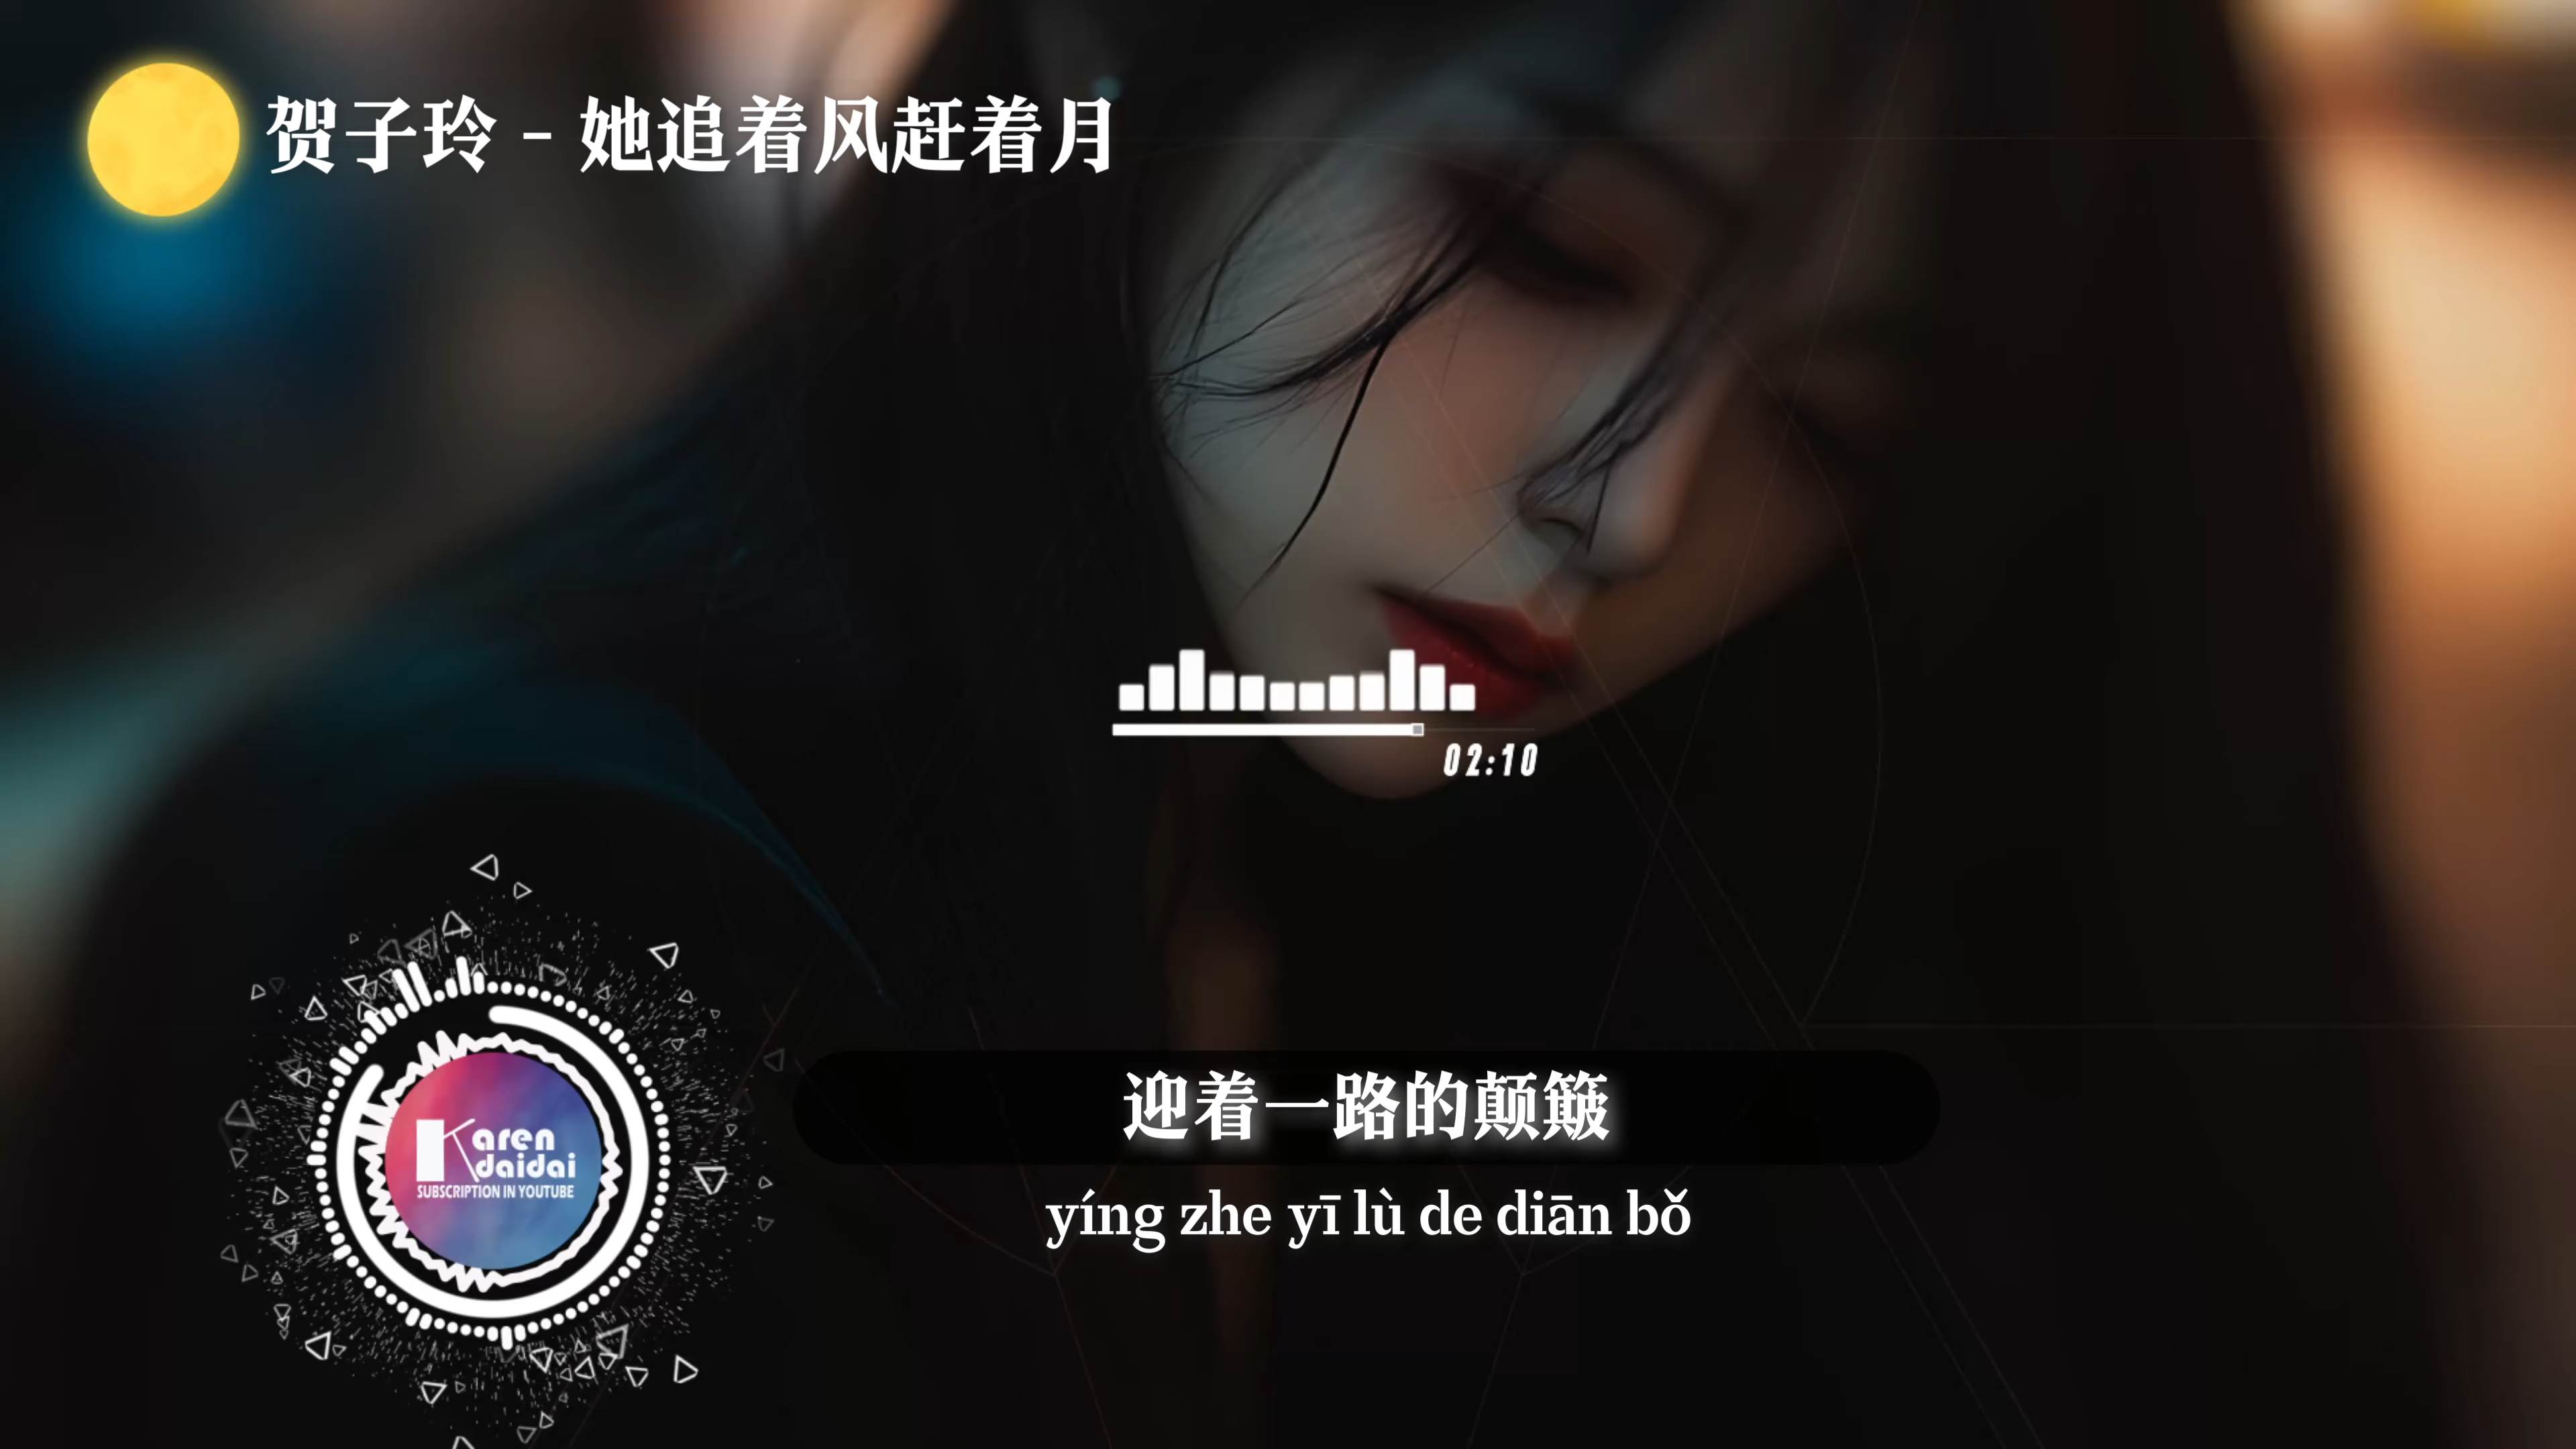 贺子玲 - 她追着风赶着月
02:10
Karen
daidai
SUBSCRIPTION IN YOUTUBE
迎着一路的颠簸
yíng zhe yī lù de diān bǒ